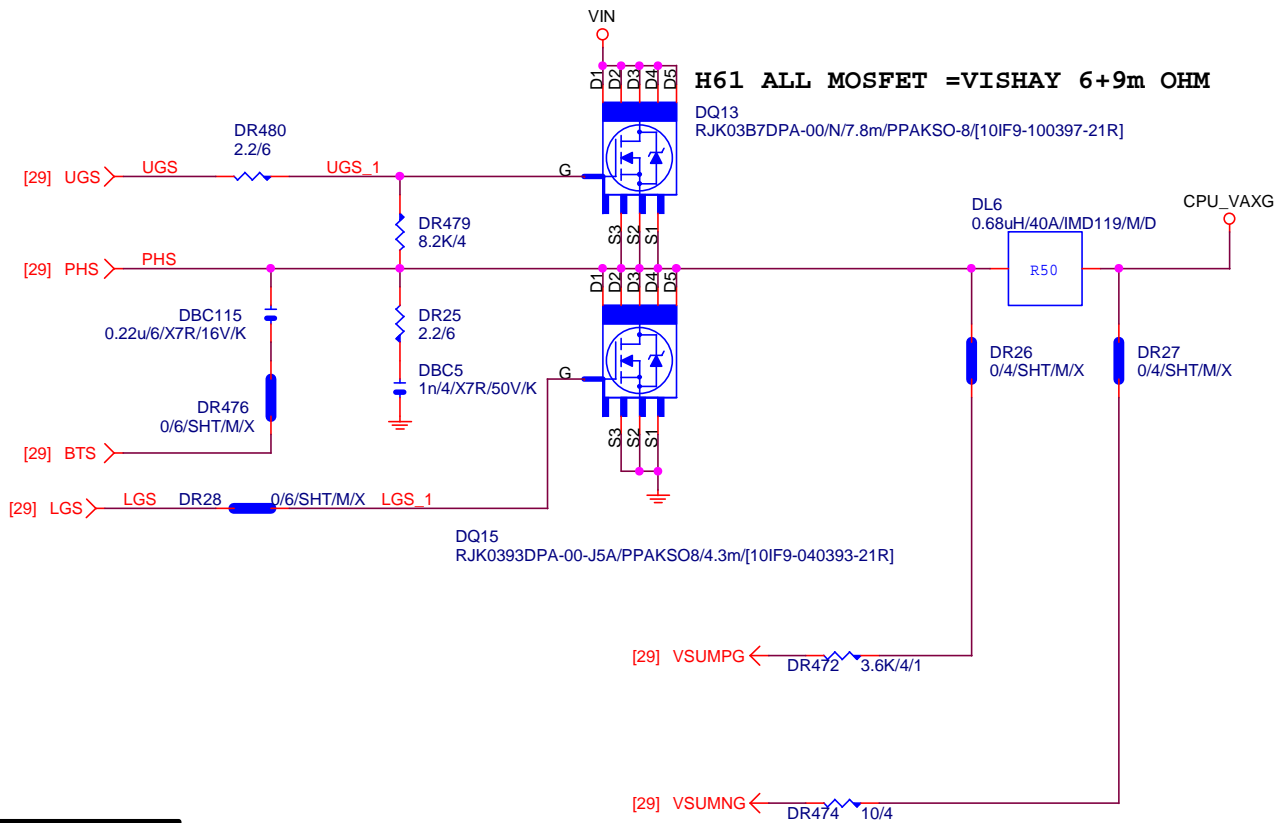 VIN
D1 D2 D3 D4 D5
H61 ALL MOSFET =VISHAY 6+9m OHM
DQ13
RJK03B7DPA-00/N/7.8m/PPAKSO-8/[10IF9-100397-21R]
DR480
2.2/6
[29] UGS
UGS
UGS_1
G
S3 S2 S1
DR479
8.2K/4
DL6
0.68uH/40A/IMD119/M/D
CPU_VAXG
R50
[29] PHS
PHS
D1 D2 D3 D4 D5
DBC115
0.22u/6/X7R/16V/K
DR25
2.2/6
DBC5
1n/4/X7R/50V/K
G
S3 S2 S1
DR26
0/4/SHT/M/X
DR27
0/4/SHT/M/X
DR476
0/6/SHT/M/X
[29] BTS
[29] LGS
LGS
DR28
0/6/SHT/M/X
LGS_1
DQ15
RJK0393DPA-00-J5A/PPAKSO8/4.3m/[10IF9-040393-21R]
[29] VSUMPG
DR472
3.6K/4/1
[29] VSUMNG
DR474
10/4